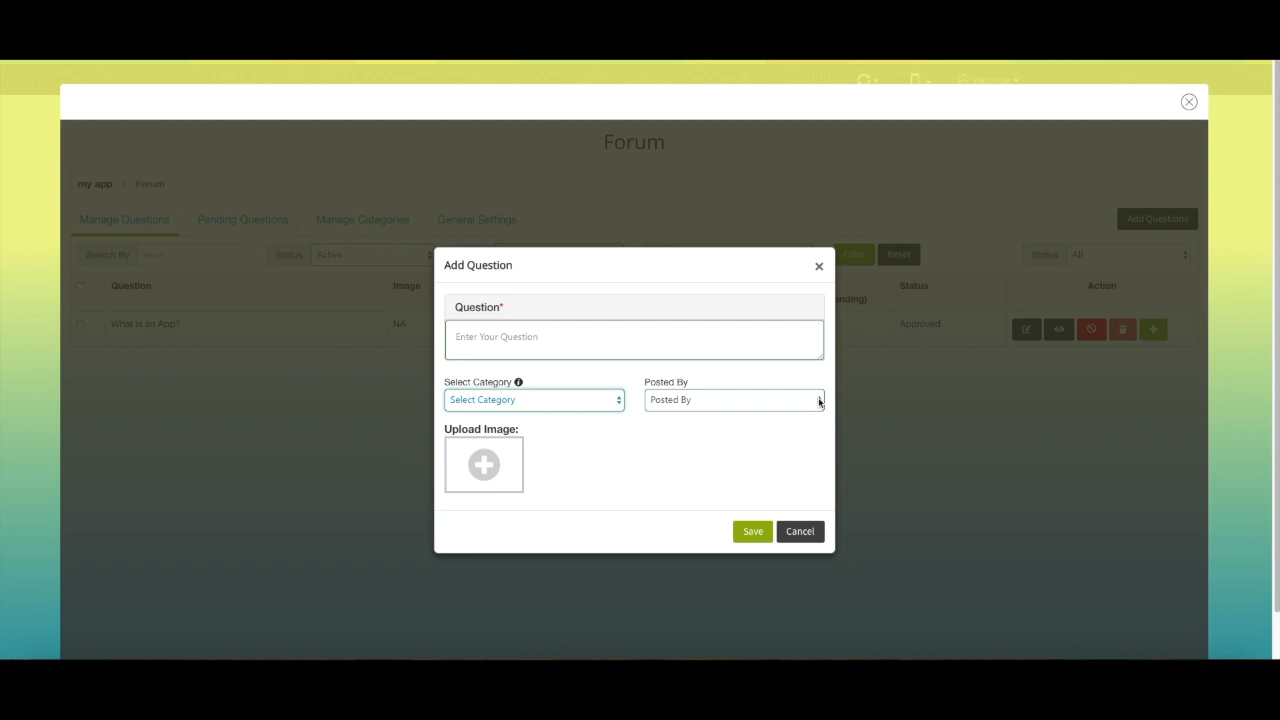 Forum
my app > Forum
Manage Questions Pending Questions Manage Categories General Settings Add Questions
Search By Status Active Filter Reset Status All
Question Image nding) Status Action
What is an App? NA Approved
Add Question ×
Question*
Enter Your Question
Select Category Posted By
Select Category Posted By
Upload Image:
Save Cancel